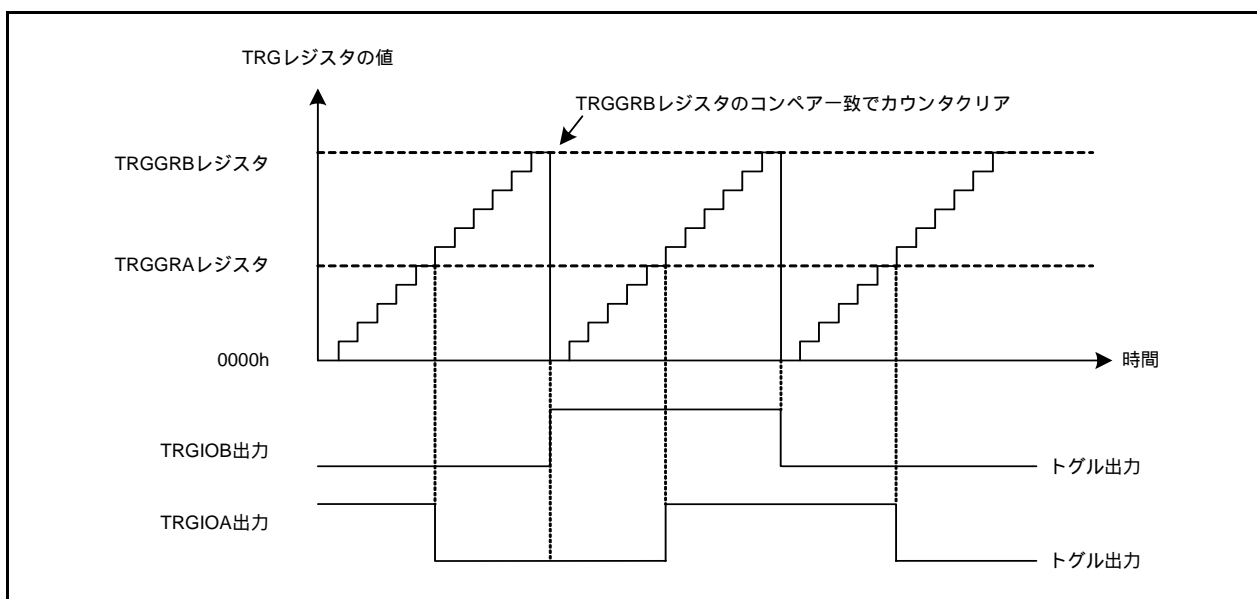 TRGレジスタの値
TRGGRBレジスタのコンペア一致でカウンタクリア
TRGGRBレジスタ
TRGGRAレジスタ
0000h
時間
TRGIOB出力
トグル出力
TRGIOA出力
トグル出力